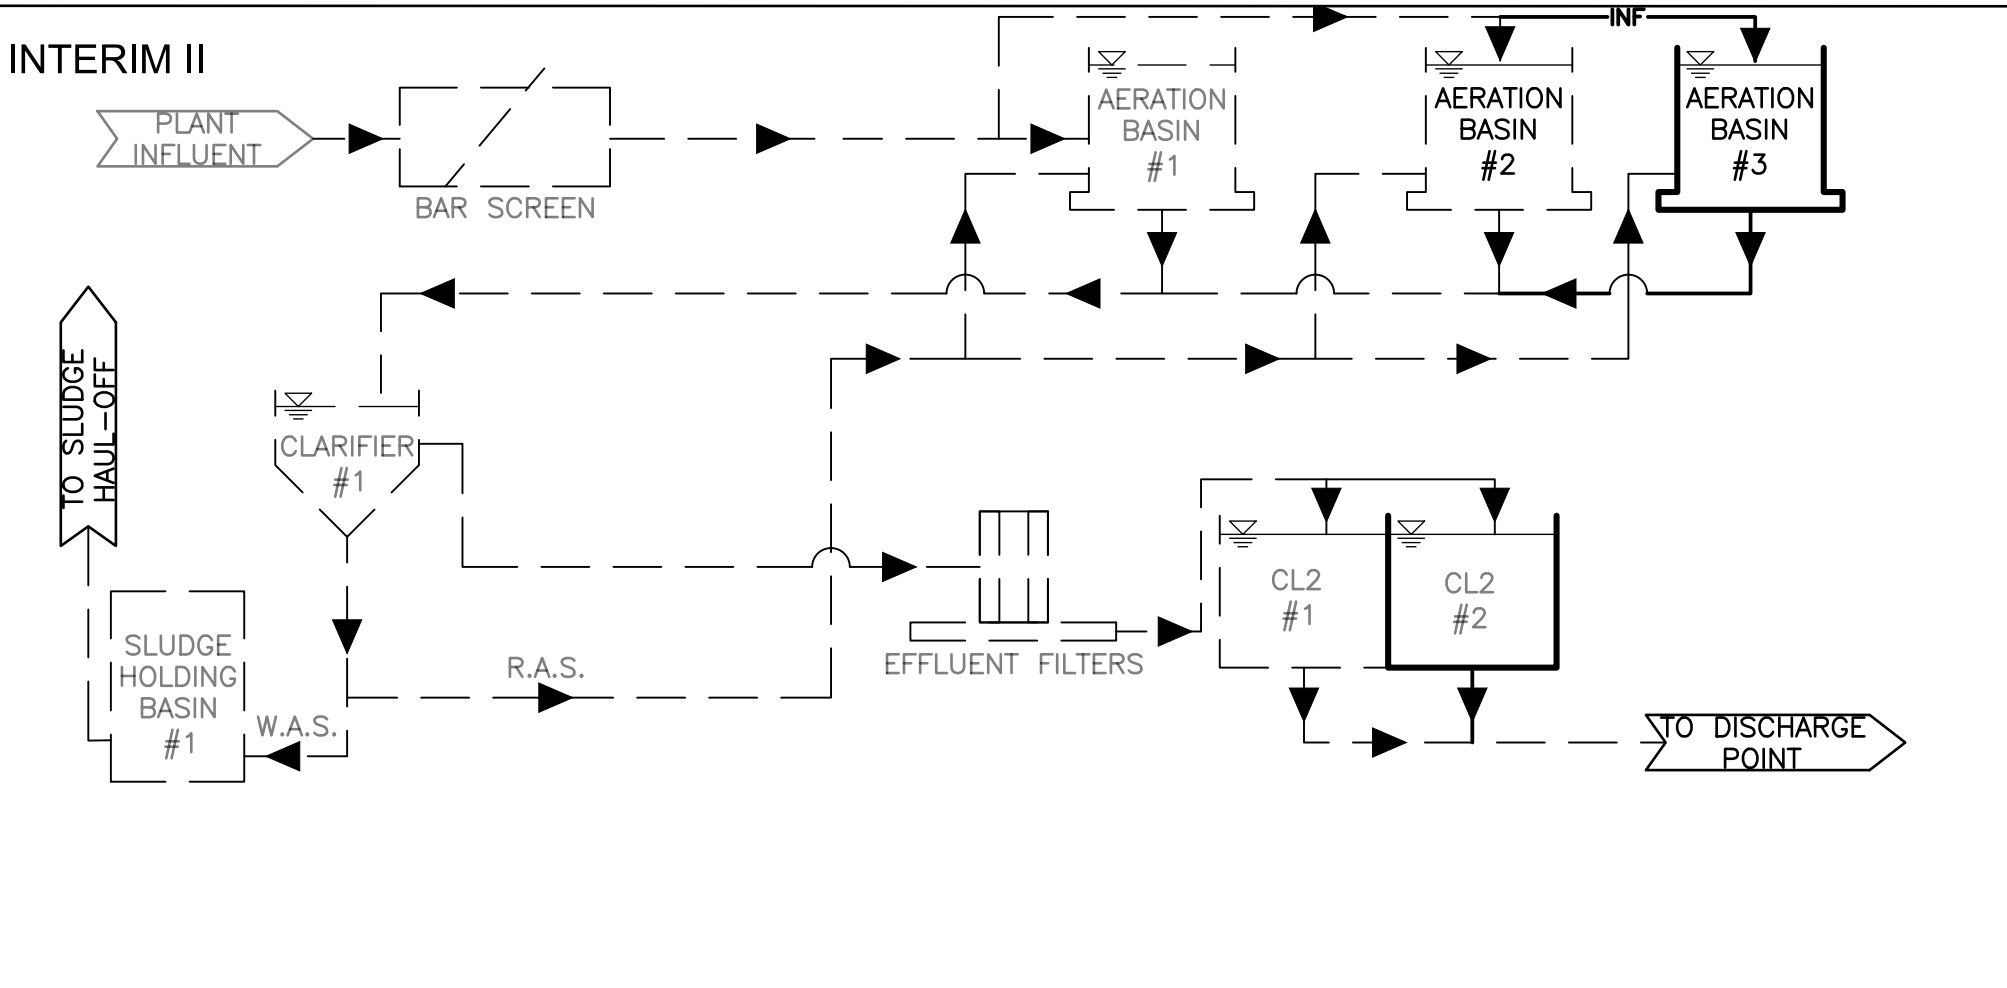 INTERIM II
INF
PLANT
INFLUENT
BAR SCREEN
AERATION
BASIN
#1
AERATION
BASIN
#2
AERATION
BASIN
#3
TO SLUDGE
HAUL-OFF
CLARIFIER
#1
CL2
#1
CL2
#2
EFFLUENT FILTERS
SLUDGE
HOLDING
BASIN
#1
R.A.S.
W.A.S.
TO DISCHARGE
POINT